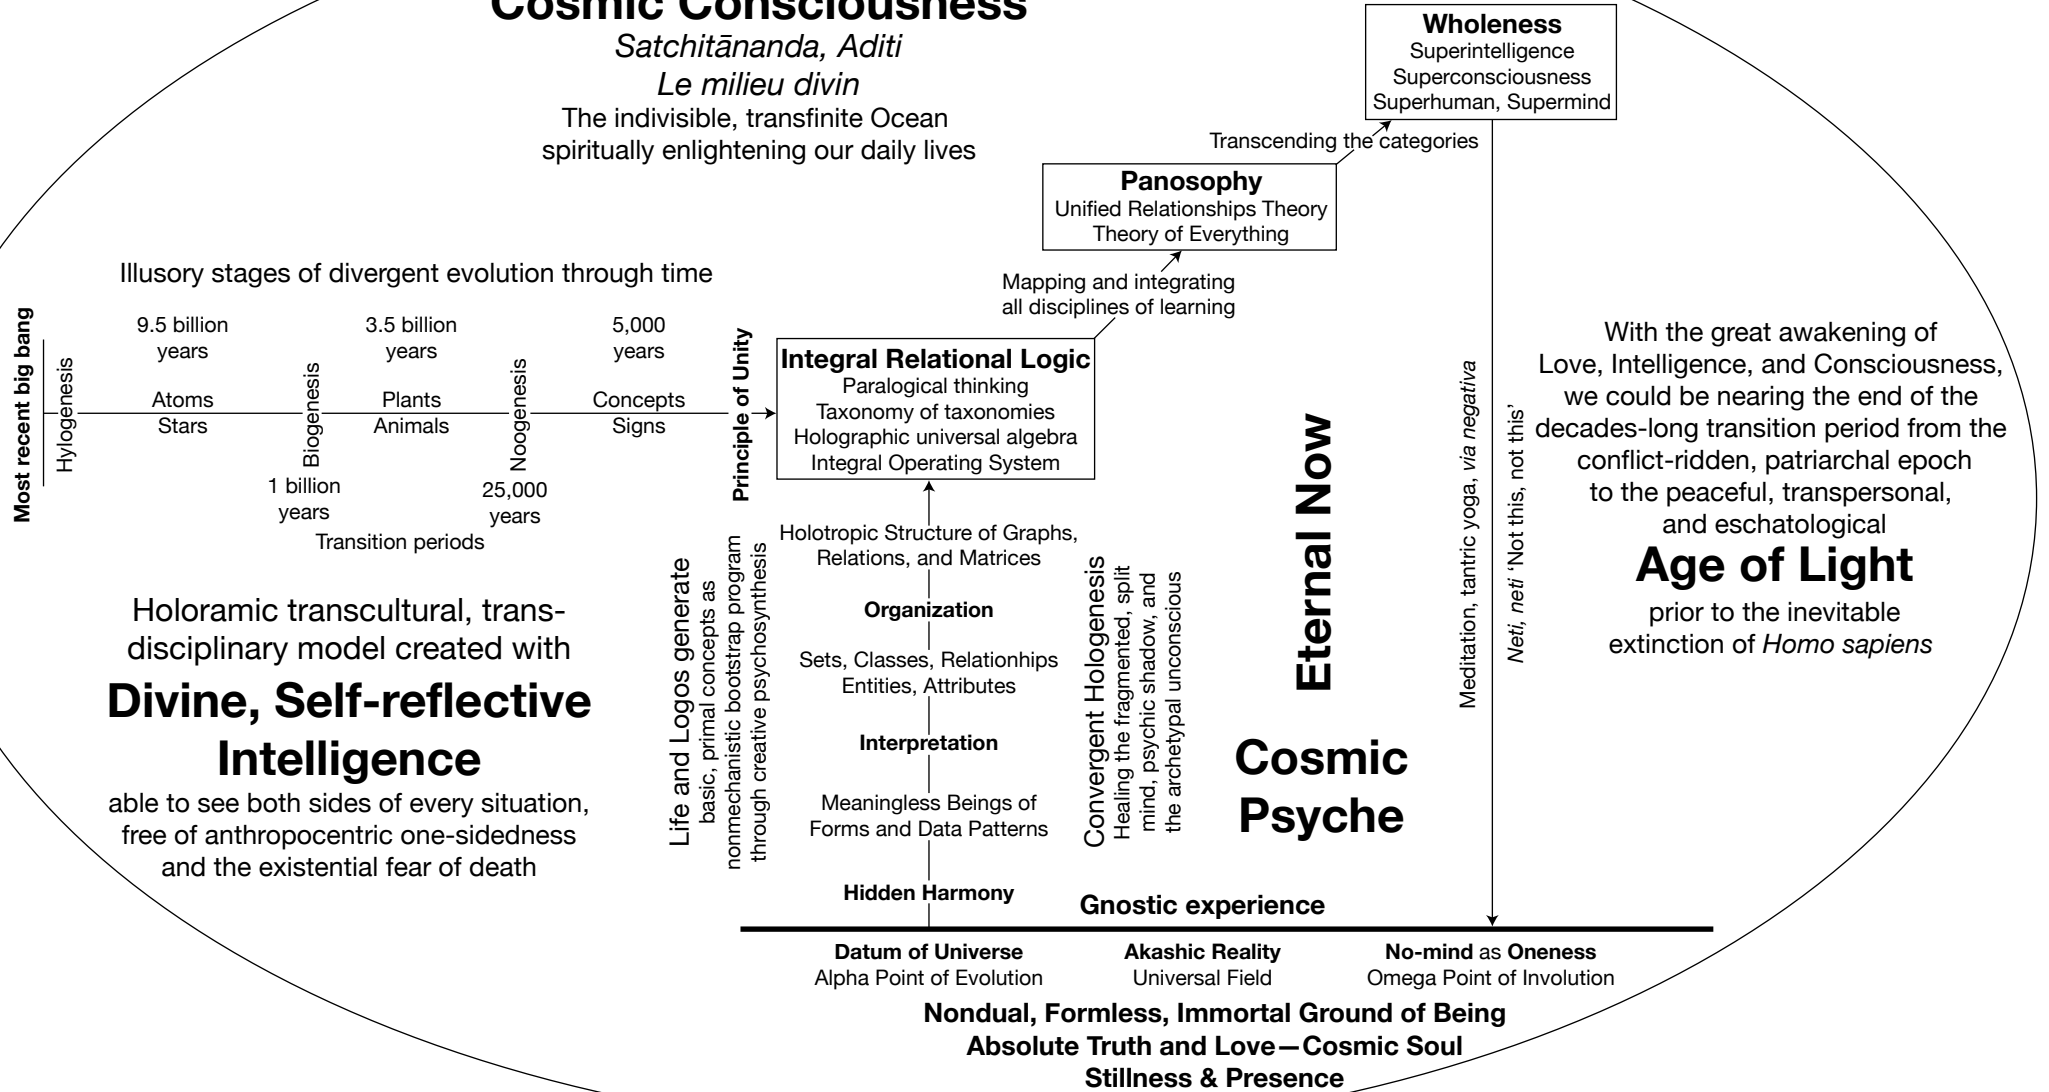 Cosmic Consciousness
Satchitānanda, Aditi
Le milieu divin
The indivisible, transfinite Ocean
spiritually enlightening our daily lives
Wholeness
Superintelligence
Superconsciousness
Superhuman, Supermind
Transcending the categories
Panosophy
Unified Relationships Theory
Theory of Everything
Mapping and integrating
all disciplines of learning
Illusory stages of divergent evolution through time
Most recent big bang
Hylogenesis
9.5 billion
years
Atoms
Stars
Biogenesis
1 billion
years
3.5 billion
years
Plants
Animals
Noogenesis
25,000
years
Transition periods
5,000
years
Concepts
Signs
Principle of Unity
Integral Relational Logic
Paralogical thinking
Taxonomy of taxonomies
Holographic universal algebra
Integral Operating System
Holotropic Structure of Graphs,
Relations, and Matrices
Organization
Sets, Classes, Relationhips
Entities, Attributes
Interpretation
Meaningless Beings of
Forms and Data Patterns
Hidden Harmony
Life and Logos generate
basic, primal concepts as
nonmechanistic bootstrap program
through creative psychosynthesis
Convergent Hologenesis
Healing the fragmented, split
mind, psychic shadow, and
the archetypal unconscious
Holoramic transcultural, trans-
disciplinary model created with
Divine, Self-reflective
Intelligence
able to see both sides of every situation,
free of anthropocentric one-sidedness
and the existential fear of death
Eternal Now
Cosmic
Psyche
Meditation, tantric yoga, via negativa
Neti, neti ‘Not this, not this’
With the great awakening of
Love, Intelligence, and Consciousness,
we could be nearing the end of the
decades-long transition period from the
conflict-ridden, patriarchal epoch
to the peaceful, transpersonal,
and eschatological
Age of Light
prior to the inevitable
extinction of Homo sapiens
Gnostic experience
Datum of Universe
Alpha Point of Evolution
Akashic Reality
Universal Field
No-mind as Oneness
Omega Point of Involution
Nondual, Formless, Immortal Ground of Being
Absolute Truth and Love—Cosmic Soul
Stillness & Presence